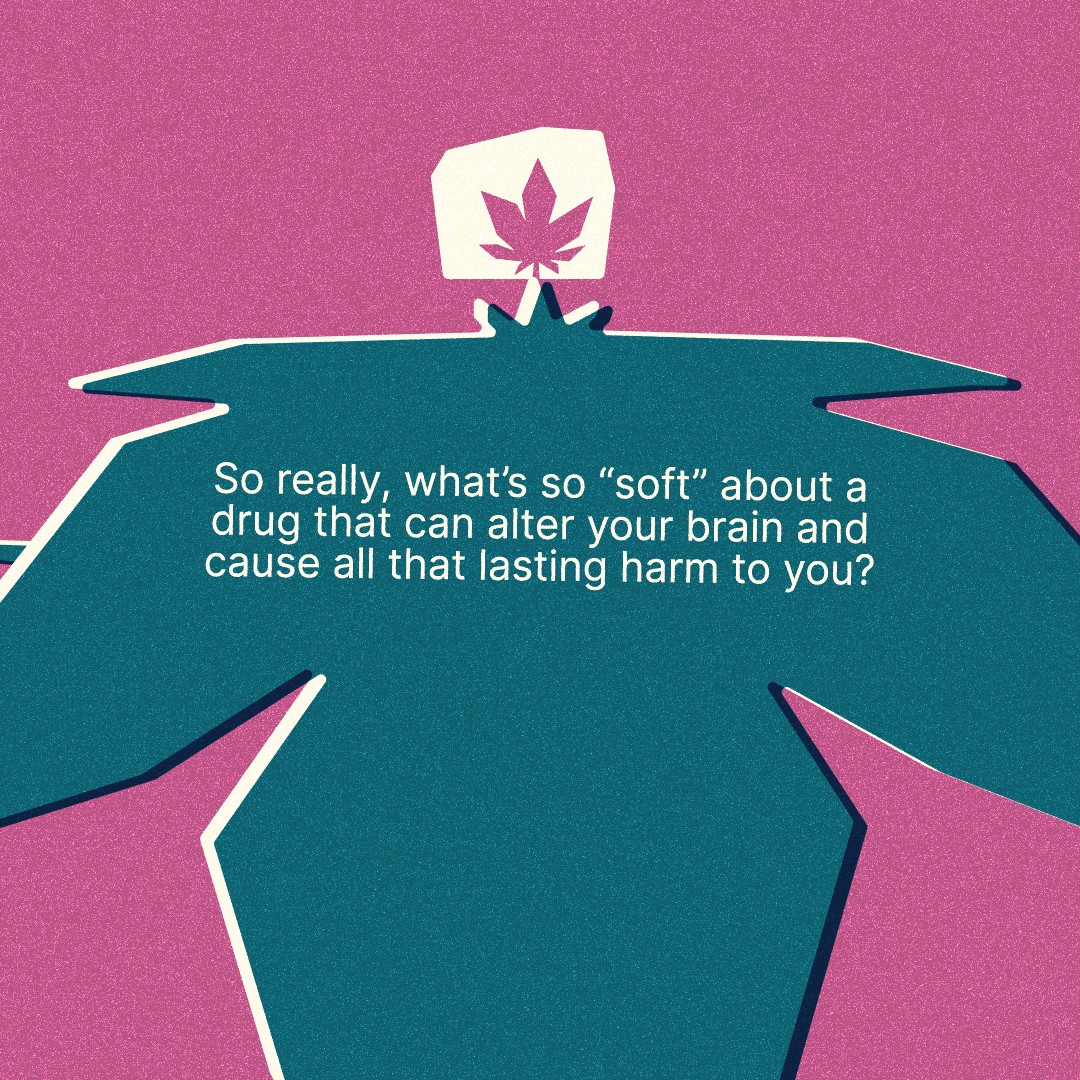 So really, what’s so “soft” about a
drug that can alter your brain and
cause all that lasting harm to you?